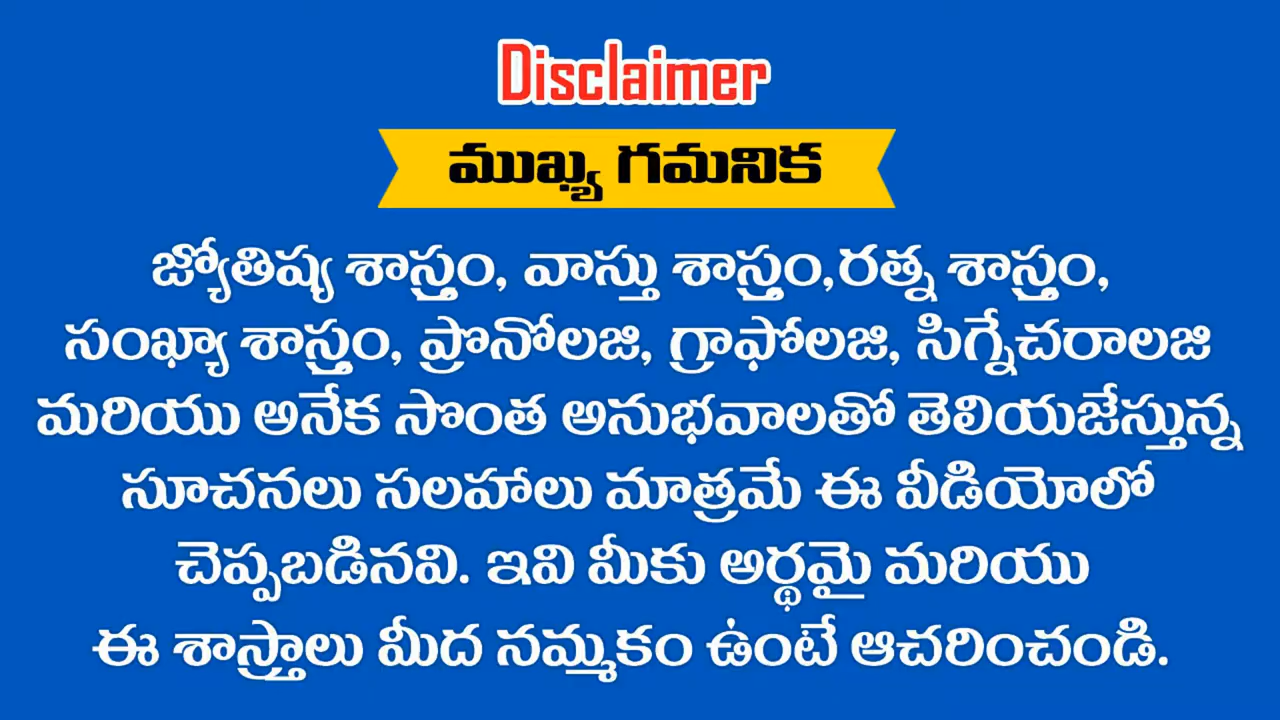 Disclaimer
ముఖ్య గమనిక
జ్యోతిష్య శాస్త్రం, వాస్తు శాస్త్రం,రత్న శాస్త్రం,
సంఖ్యా శాస్త్రం, ప్రొనోలజి, గ్రాఫోలజి, సిగ్నేచరాలజి
మరియు అనేక సొంత అనుభవాలతో తెలియజేస్తున్న
సూచనలు సలహాలు మాత్రమే ఈ వీడియోలో
చెప్పబడినవి. ఇవి మీకు అర్థమై మరియు
ఈ శాస్త్రాలు మీద నమ్మకం ఉంటే ఆచరించండి.